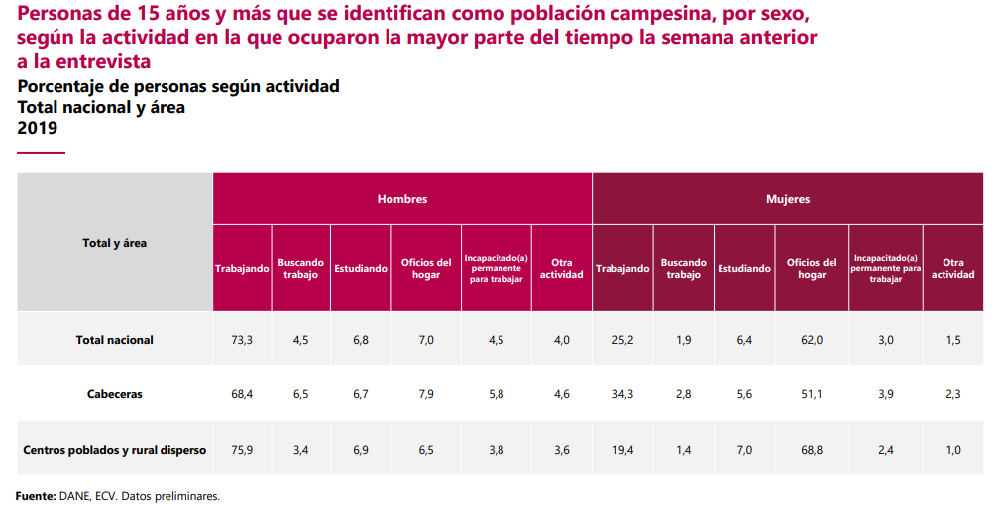 Personas de 15 años y más que se identifican como población campesina, por sexo,
según la actividad en la que ocuparon la mayor parte del tiempo la semana anterior
a la entrevista
Porcentaje de personas según actividad
Total nacional y área
2019
Total y área
Hombres
Mujeres
Trabajando
Buscando
trabajo
Estudiando
Oficios del
hogar
Incapacitado(a)
permanente
para trabajar
Otra
actividad
Trabajando
Buscando
trabajo
Estudiando
Oficios del
hogar
Incapacitado(a)
permanente para
trabajar
Otra
actividad
Total nacional 73,3 4,5 6,8 7,0 4,5 4,0 25,2 1,9 6,4 62,0 3,0 1,5
Cabeceras 68,4 6,5 6,7 7,9 5,8 4,6 34,3 2,8 5,6 51,1 3,9 2,3
Centros poblados y rural disperso 75,9 3,4 6,9 6,5 3,8 3,6 19,4 1,4 7,0 68,8 2,4 1,0
Fuente: DANE, ECV. Datos preliminares.